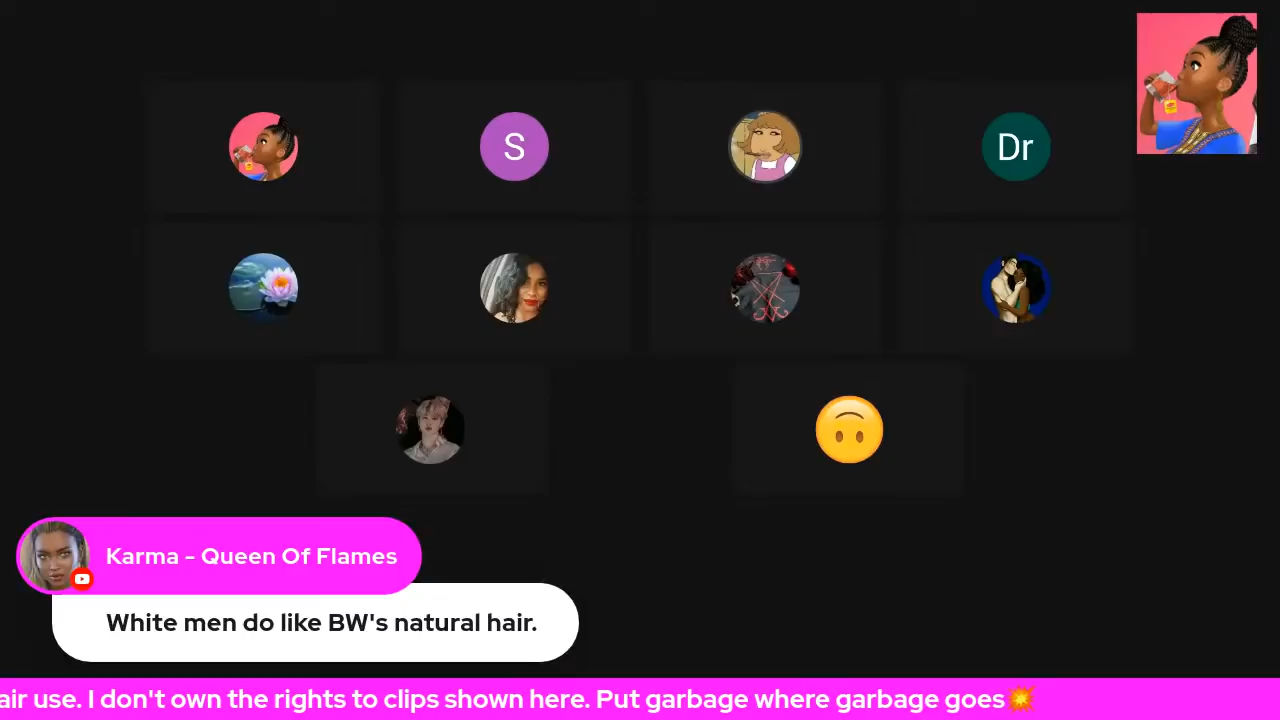 S
Dr
Karma - Queen Of Flames
White men do like BW's natural hair.
air use. I don't own the rights to clips shown here. Put garbage where garbage goes💥